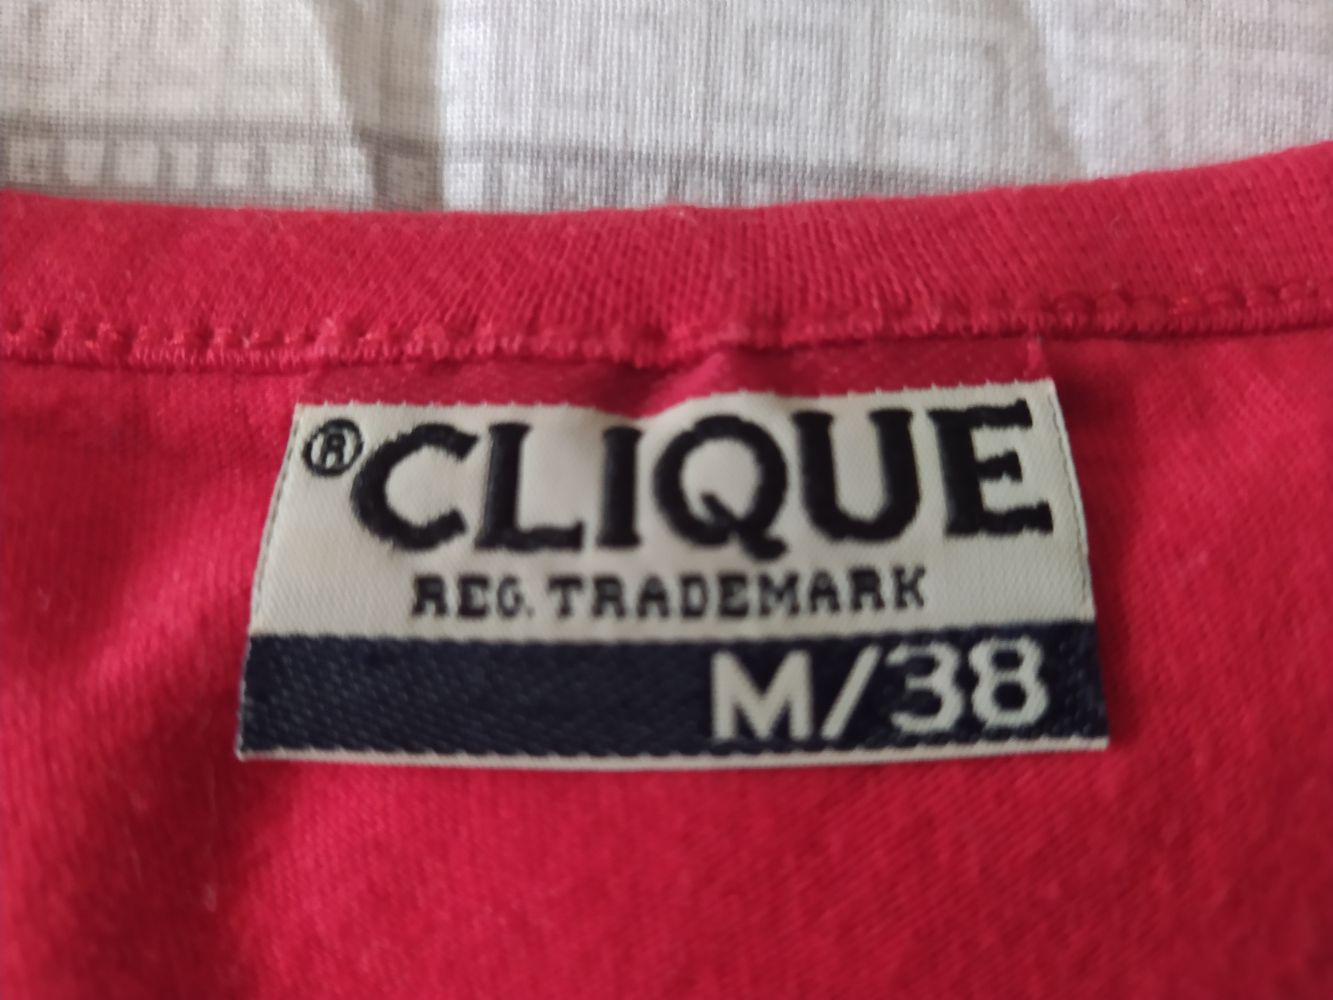 ® CLIQUE
REG. TRADEMARK
M/38